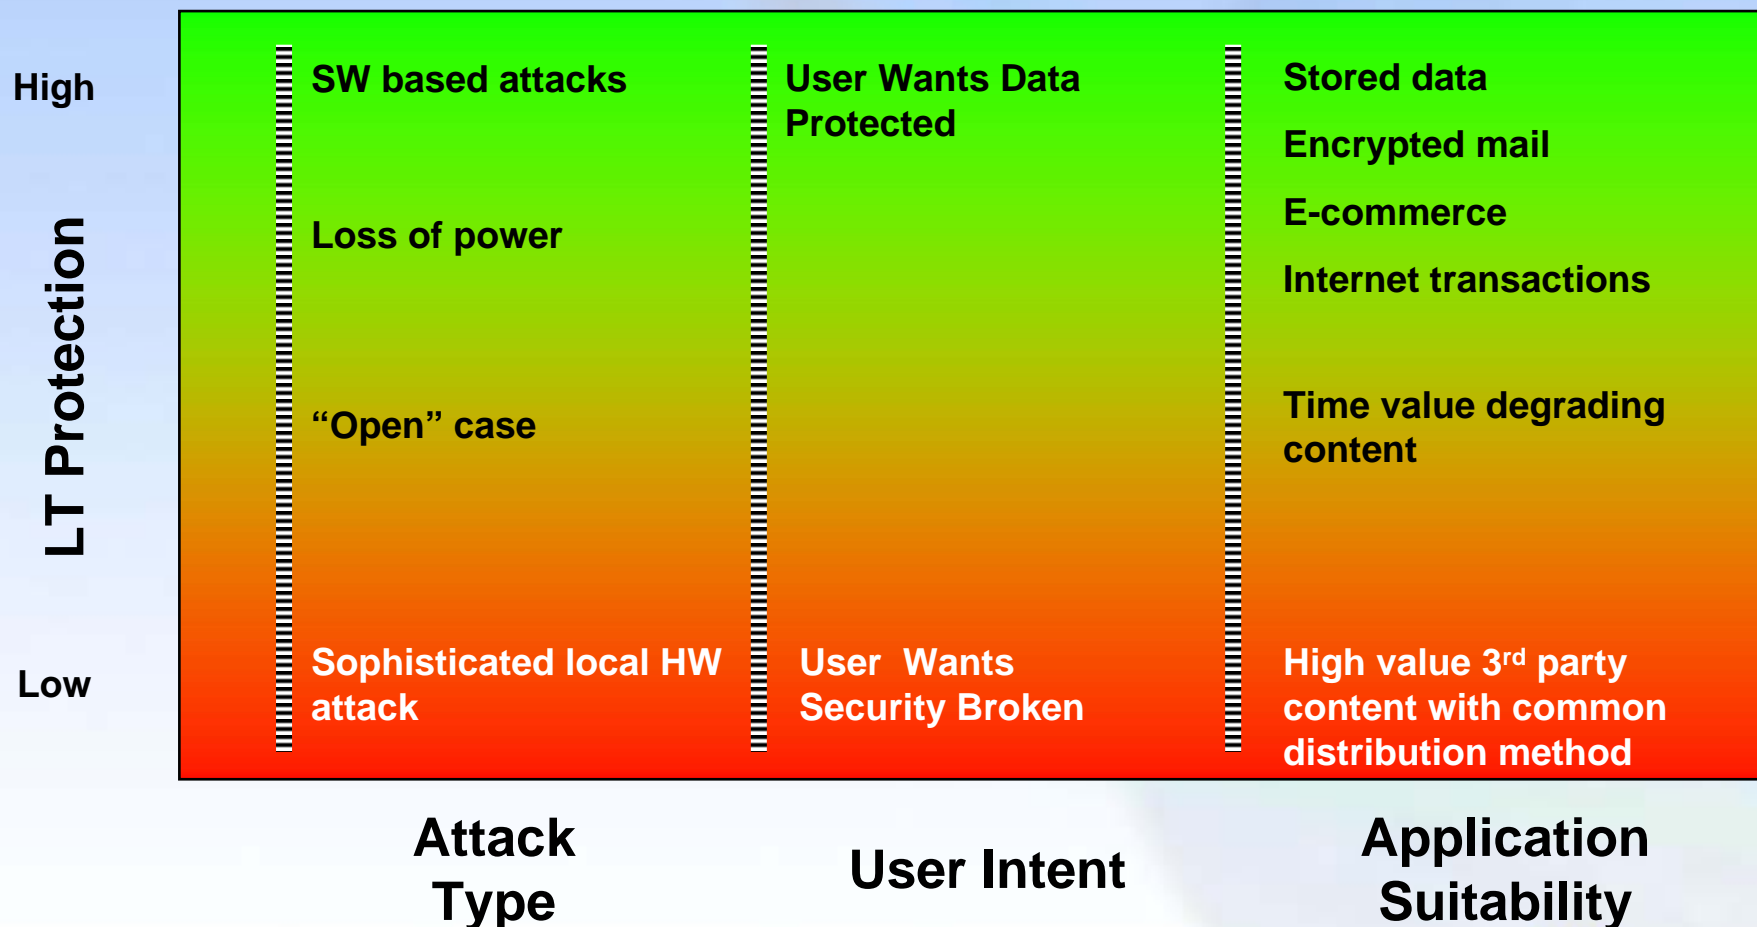 High
LT Protection
Low
SW based attacks
Loss of power
“Open” case
Sophisticated local HW
attack
User Wants Data
Protected
User  Wants
Security Broken
Stored data
Encrypted mail
E-commerce
Internet transactions
Time value degrading
content
High value 3rd party
content with common
distribution method
Attack
Type
User Intent
Application
Suitability